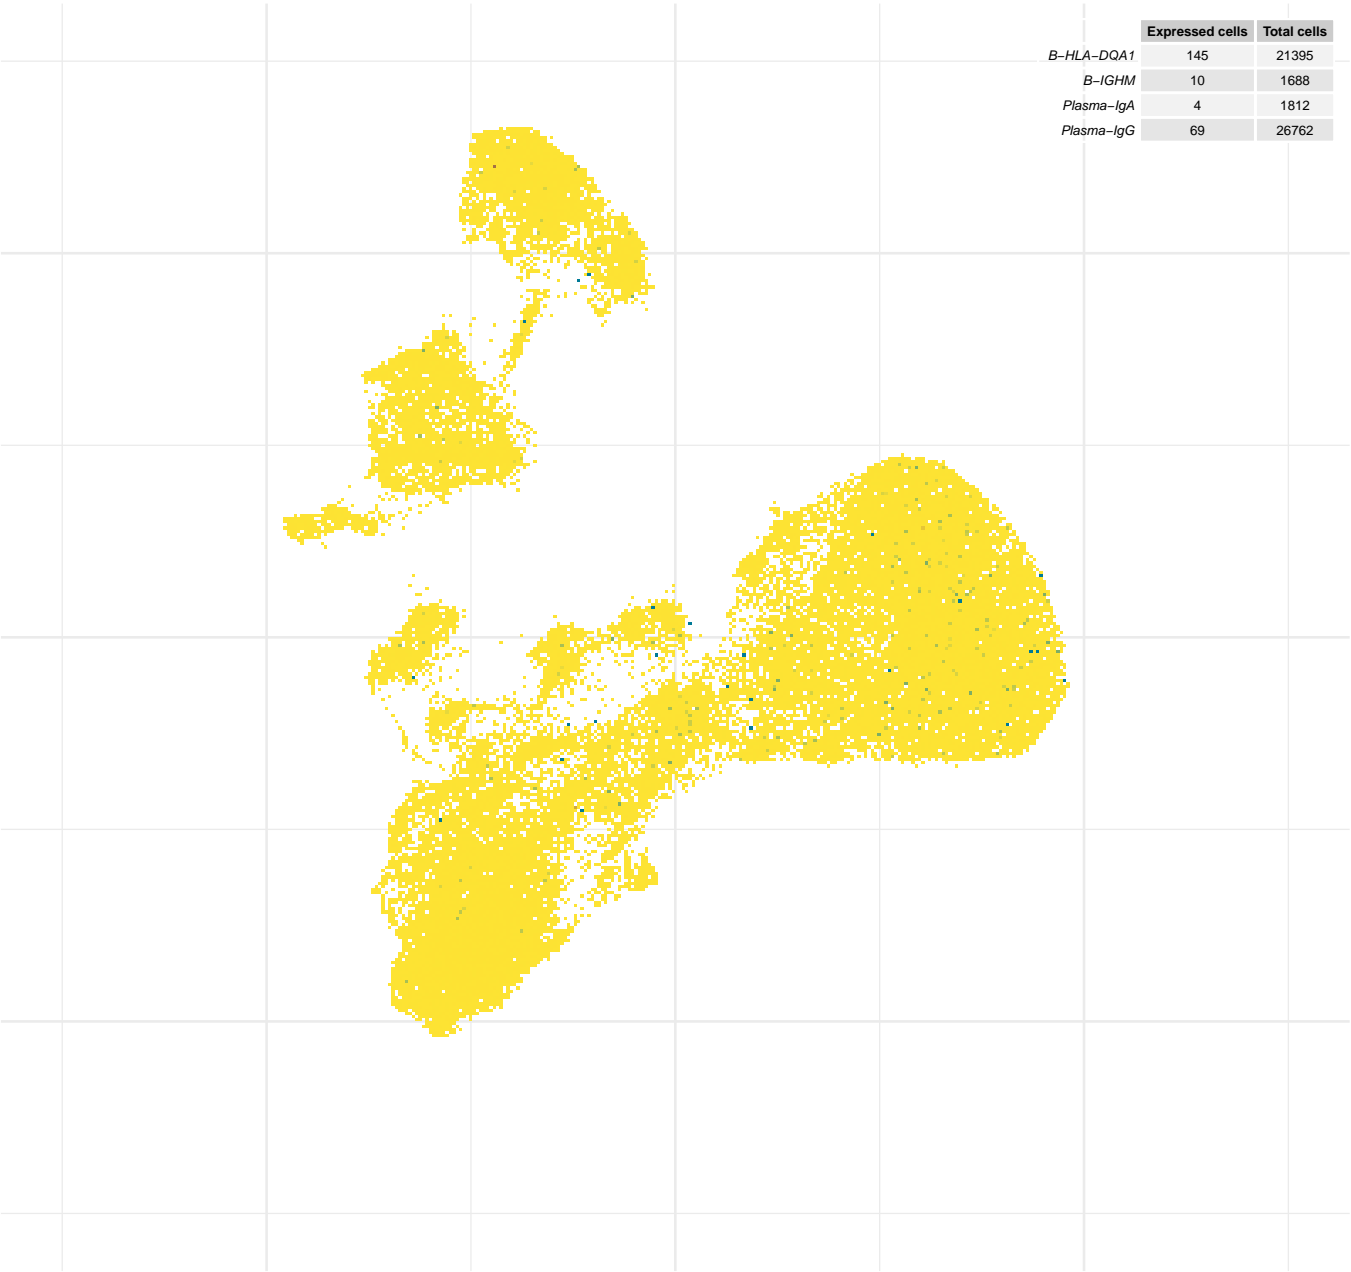 Expressed cells Total cells
B−HLA−DQA1 145 21395
B−IGHM 10 1688
Plasma−IgA 4 1812
Plasma−IgG 69 26762